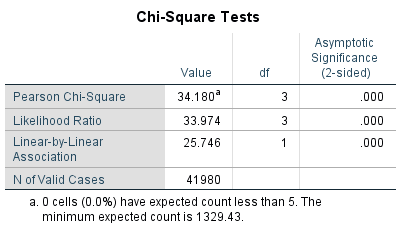 Chi-Square Tests
Asymptotic
Significance
Value df (2-sided)
Pearson Chi-Square 34.180a 3 .000
Likelihood Ratio 33.974 3 .000
Linear-by-Linear 25.746 1 .000
Association
N of Valid Cases 41980
a. 0 cells (0.0%) have expected count less than 5. The
minimum expected count is 1329.43.